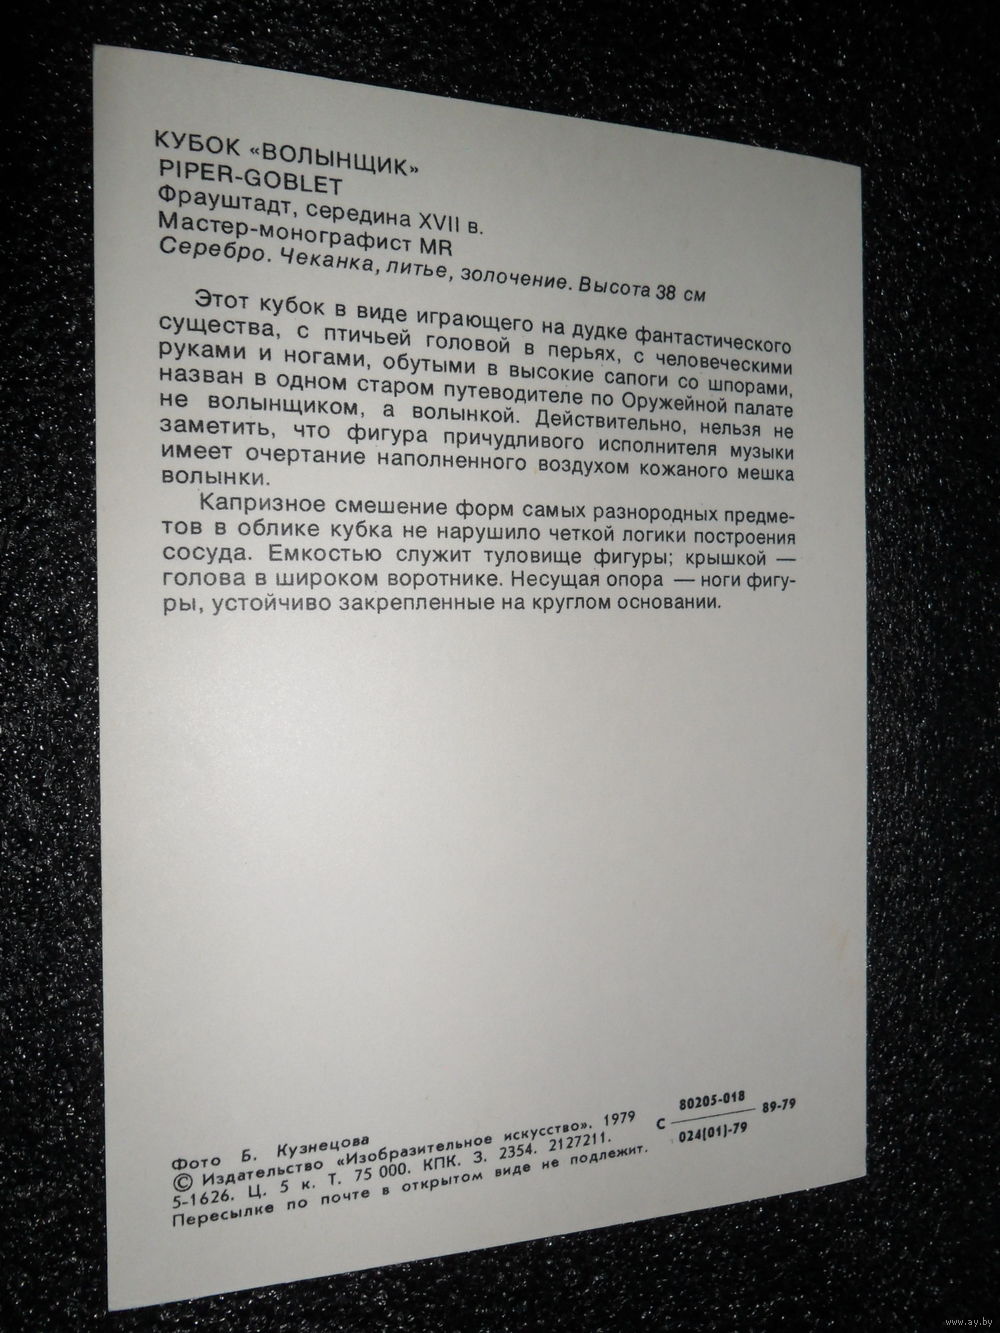 КУБОК «ВОЛЫНЩИК»
PIPER-GOBLET
Фрауштадт, середина XVII в.
Мастер-монографист MR
Серебро. Чеканка, литье, золочение. Высота 38 см
Этот кубок в виде играющего на дудке фантастического
существа, с птичьей головой в перьях, с человеческими
руками и ногами, обутыми в высокие сапоги со шпорами,
назван в одном старом путеводителе по Оружейной палате
не волынщиком, а волынкой. Действительно, нельзя не
заметить, что фигура причудливого исполнителя музыки
имеет очертание наполненного воздухом кожаного мешка
волынки.
Капризное смешение форм самых разнородных предме-
тов в облике кубка не нарушило четкой логики построения
сосуда. Емкостью служит туловище фигуры; крышкой —
голова в широком воротнике. Несущая опора — ноги фигу-
ры, устойчиво закрепленные на круглом основании.
Фото Б. Кузнецова
© Издательство «Изобразительное искусство». 1979
5-1626. Ц. 5 к. Т. 75 000. КПК. З. 2354. 2127211.
Пересылке по почте в открытом виде не подлежит.
С 80205-018 89-79
024(01)-79
www.ay.by